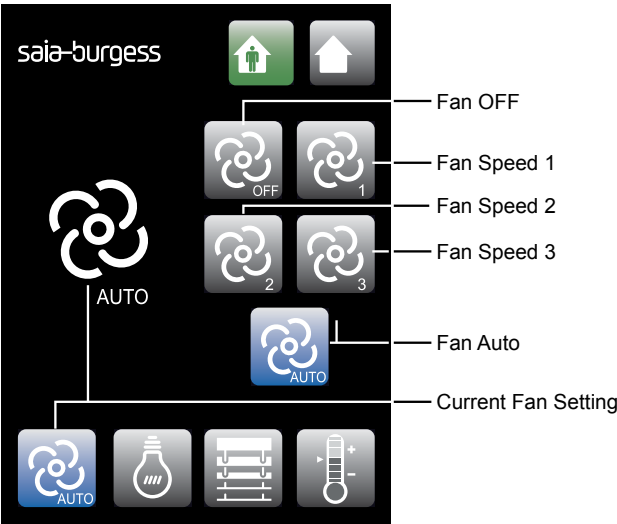 saia-burgess
Fan OFF
OFF
1
Fan Speed 1
Fan Speed 2
2
3
Fan Speed 3
AUTO
AUTO
Fan Auto
Current Fan Setting
AUTO
+
−